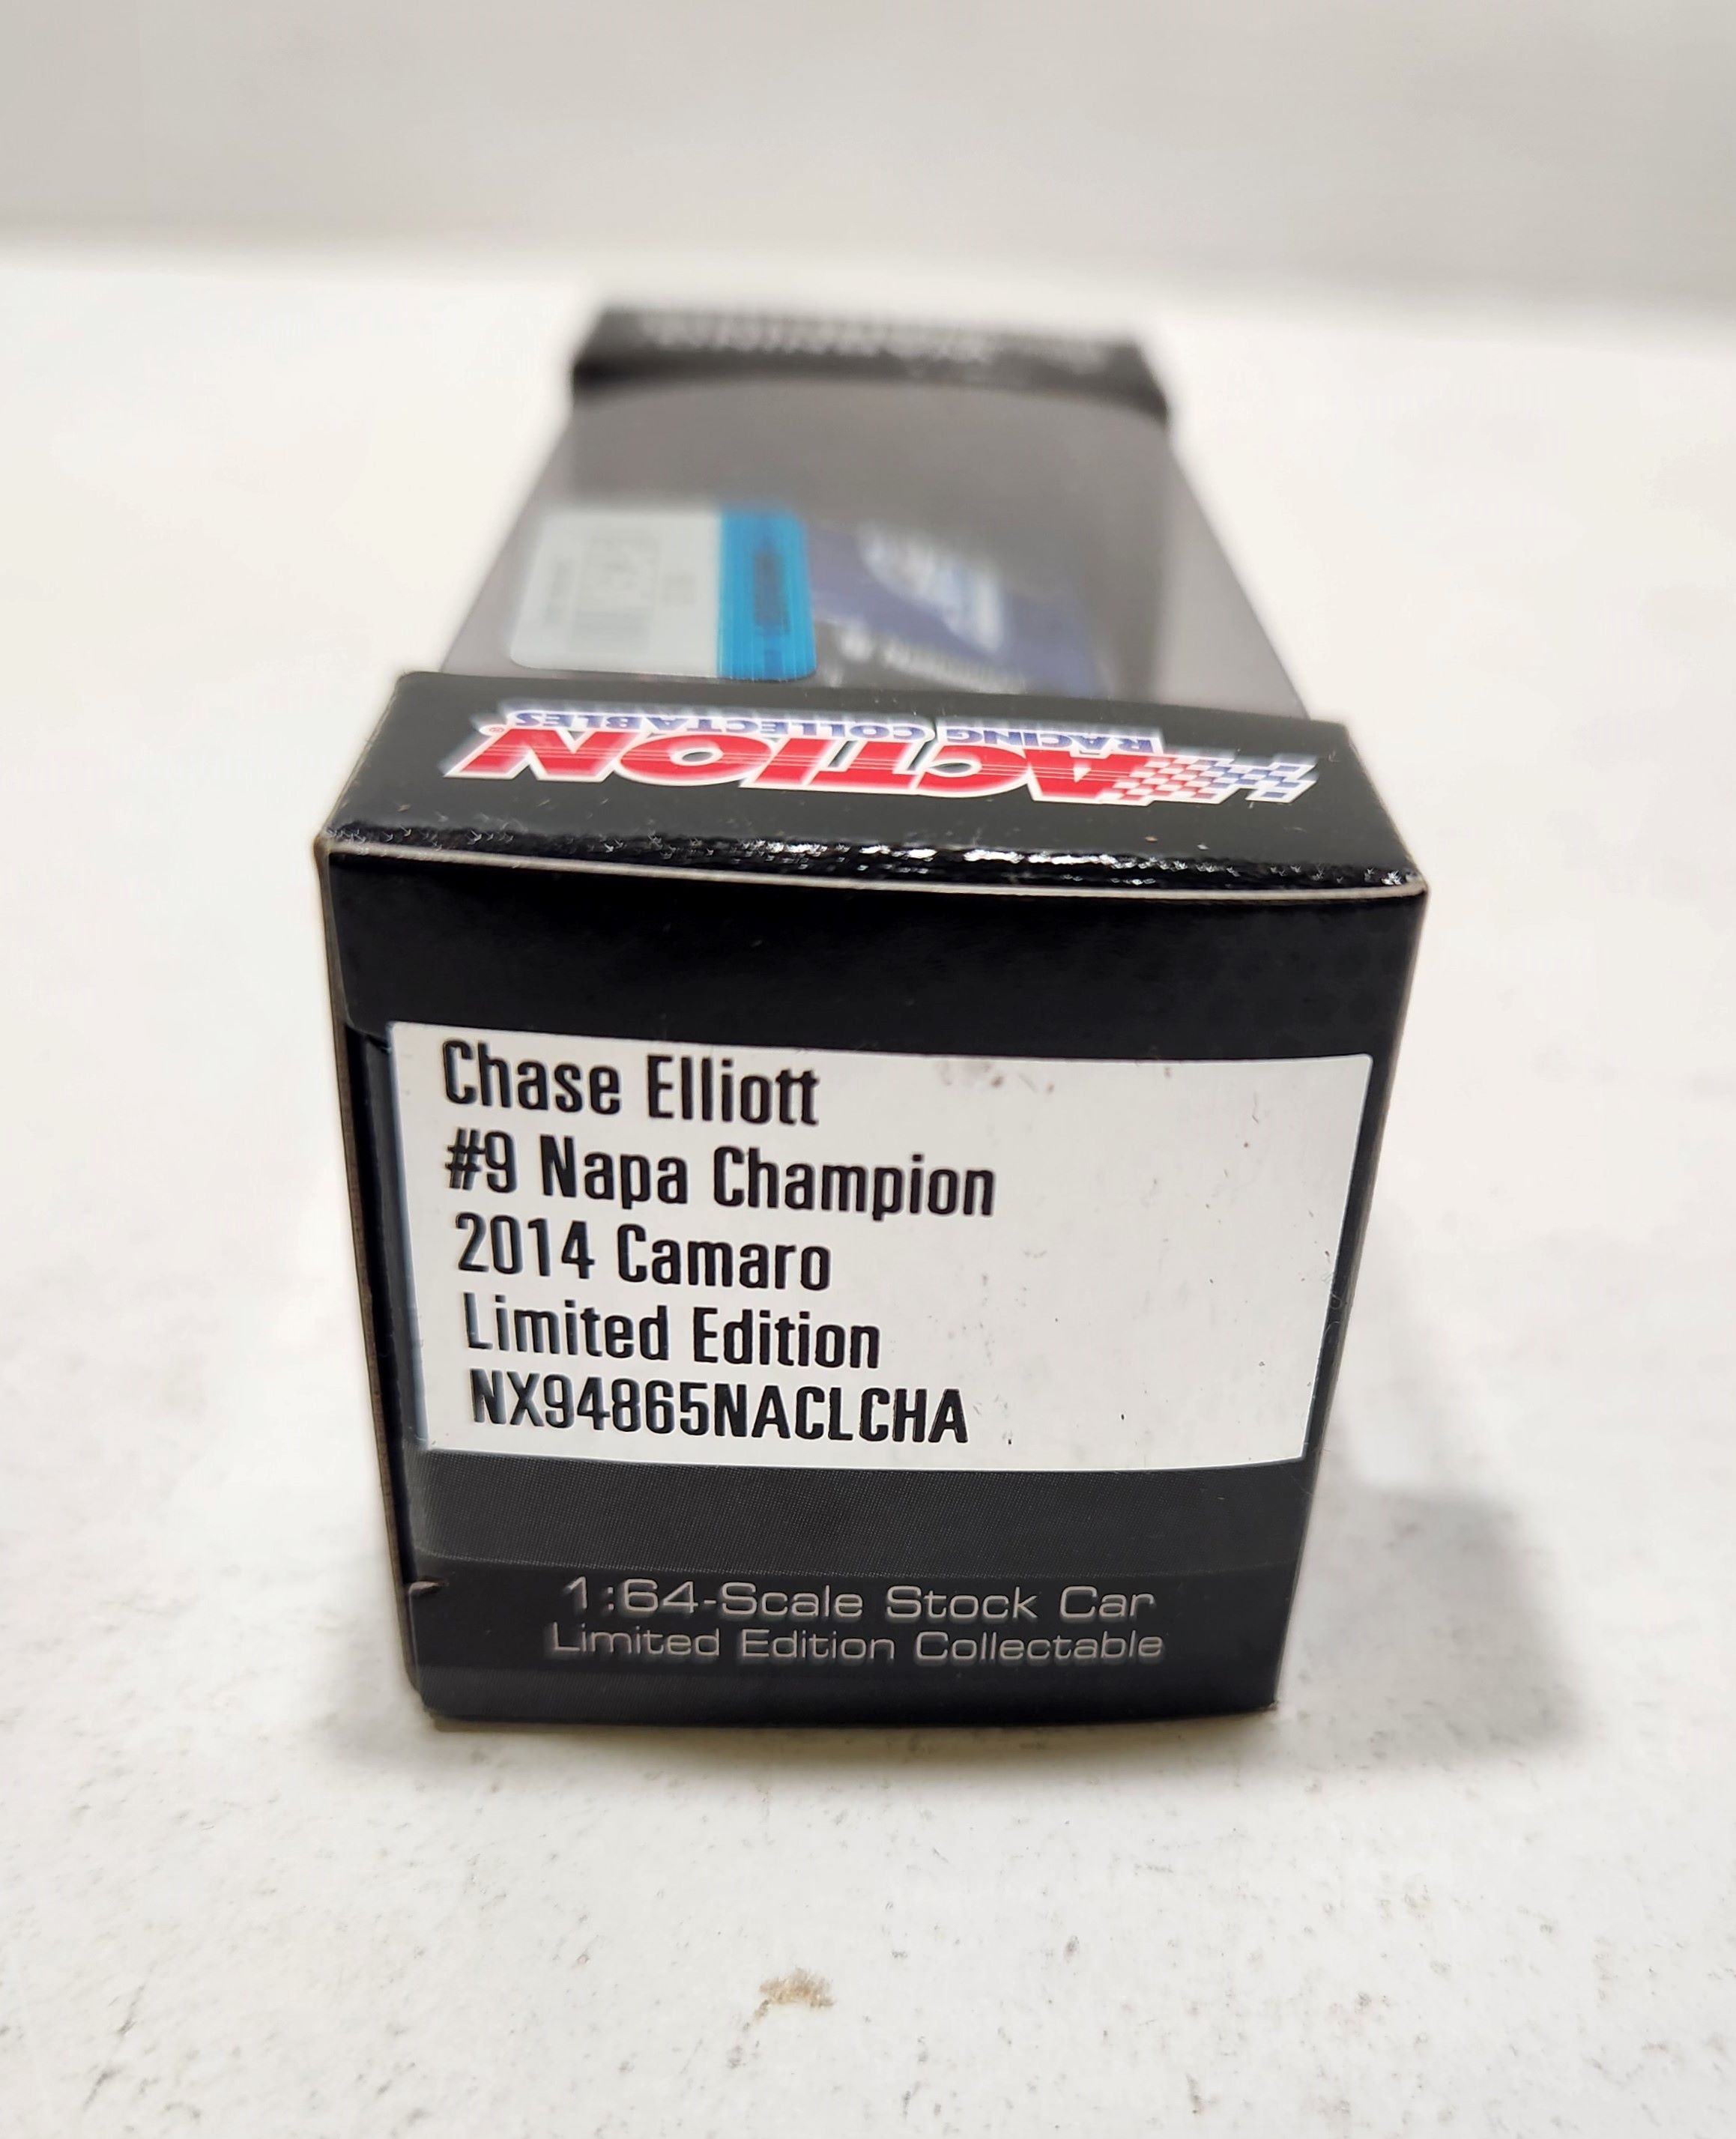 ACTION
RACING COLLECTABLES
Chase Elliott
#9 Napa Champion
2014 Camaro
Limited Edition
NX94865NACLCHA
1:64-Scale Stock Car
Limited Edition Collectable